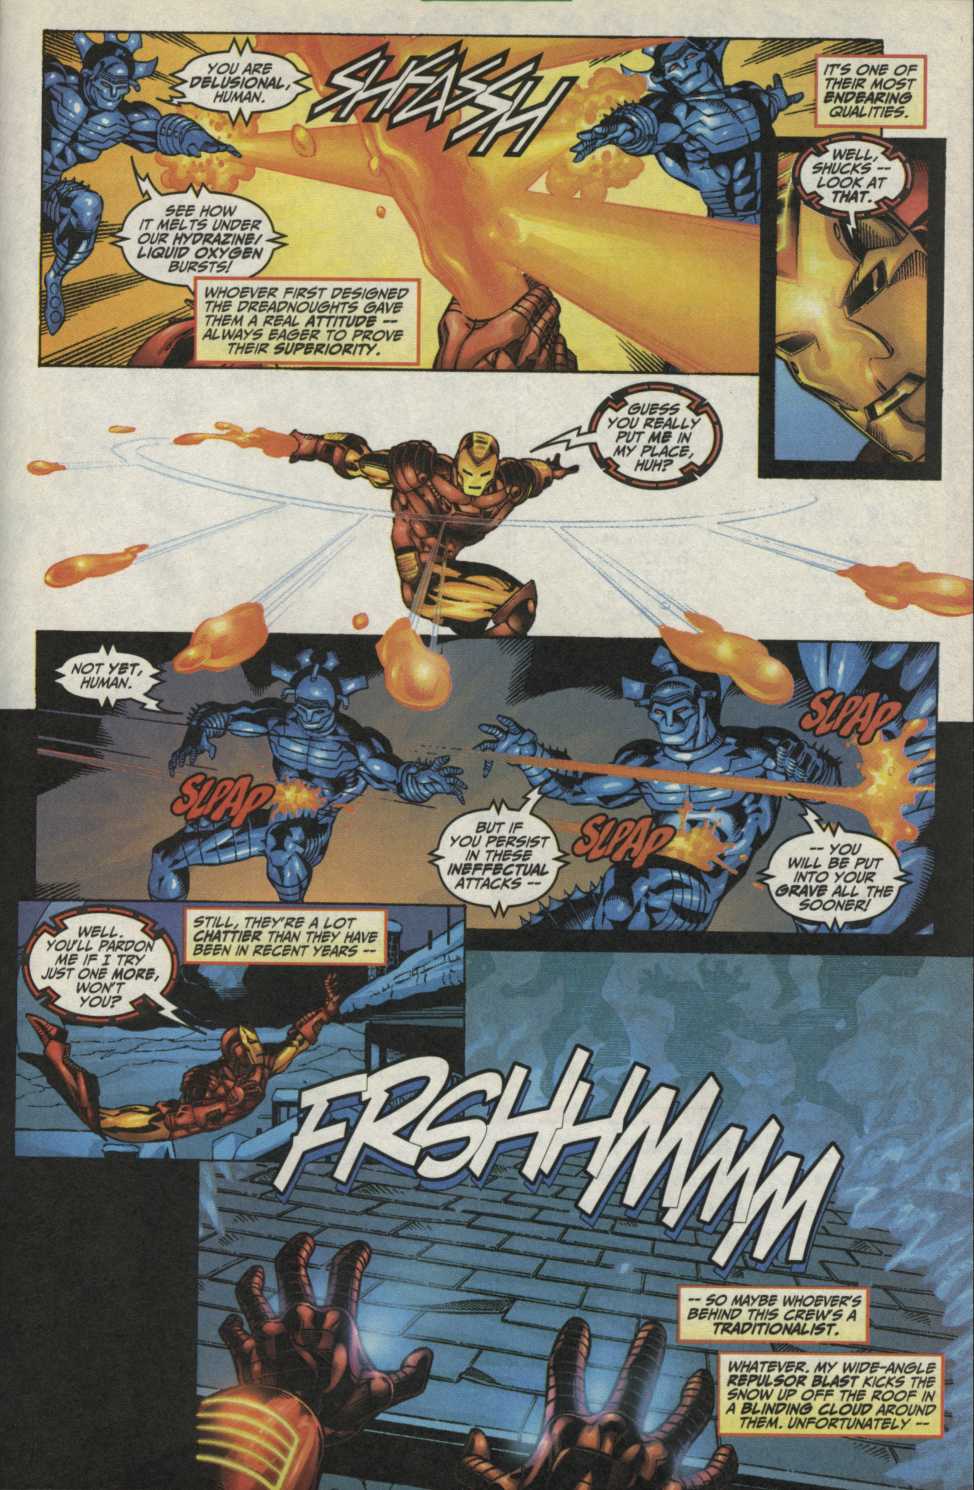 YOU ARE
DELUSIONAL,
HUMAN.
SHFASSSH
IT'S ONE OF
THEIR MOST
ENDEARING
QUALITIES.
SEE HOW
IT MELTS UNDER
OUR HYDRAZINE/
LIQUID OXYGEN
BURSTS!
WHOEVER FIRST DESIGNED
THE DREADNOUGHTS GAVE
THEM A REAL ATTITUDE --
ALWAYS EAGER TO PROVE
THEIR SUPERIORITY.
WELL,
SHUCKS --
LOOK AT
THAT.
GUESS
YOU REALLY
PUT ME IN
MY PLACE,
HUH?
NOT YET,
HUMAN.
SLPAP
BUT IF
YOU PERSIST
IN THESE
INEFFECTUAL
ATTACKS --
SLPAP
SLPAP
-- YOU
WILL BE PUT
INTO YOUR
GRAVE ALL THE
SOONER!
WELL.
YOU'LL PARDON
ME IF I TRY
JUST ONE MORE,
WON'T
YOU?
STILL, THEY'RE A LOT
CHATTIER THAN THEY HAVE
BEEN IN RECENT YEARS --
FRSHHMMM
-- SO MAYBE WHOEVER'S
BEHIND THIS CREW'S A
TRADITIONALIST.
WHATEVER. MY WIDE-ANGLE
REPULSOR BLAST KICKS THE
SNOW UP OFF THE ROOF IN
A BLINDING CLOUD AROUND
THEM. UNFORTUNATELY --